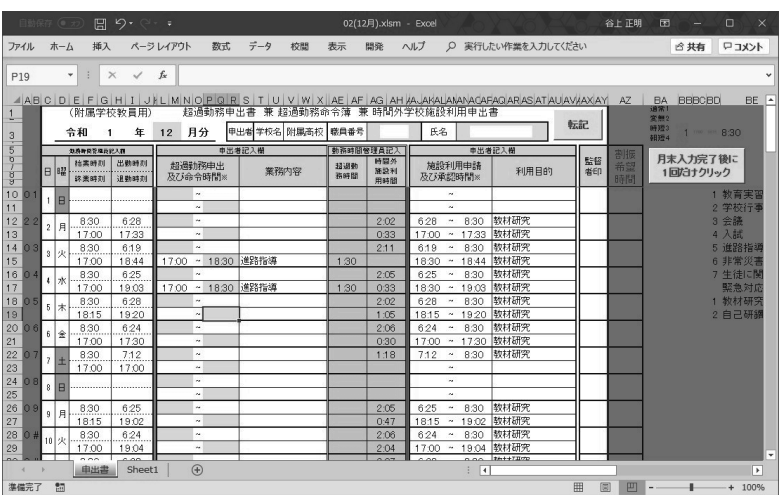 自動保存 02(12月).xlsm - Excel 谷上 正明
ファイル ホーム 挿入 ページレイアウト 数式 データ 校閲 表示 開発 ヘルプ 実行したい作業を入力してください 共有 コメント
P19 fx
(附属学校教員用) 超過勤務申出書 兼 超過勤務命令簿 兼 時間外学校施設利用申出書
令和 1 年 12 月分 申出者 学校名 附属高校 職員番号 氏名 転記
1 8:30
申出者記入欄 勤務時間管理員記入 申出者記入欄
日 曜 始業時刻 出勤時刻 超過勤務申出 業務内容 超過勤 時間外 施設利用申請 利用目的 監督 割振 月末入力完了後に
終業時刻 退勤時刻 及び命令時間※ 務時間 施設利 及び承認時間※ 者印 希望 1回だけクリック
用時間 時間
1 日 ~ ~ 1 教育実習
~ ~ 2 学校行事
2 月 8:30 6:28 ~ 2:02 6:28 ~ 8:30 教材研究 3 会議
17:00 17:33 ~ 0:33 17:00 ~ 17:33 教材研究 4 入試
3 火 8:30 6:19 ~ 2:11 6:19 ~ 8:30 教材研究 5 進路指導
17:00 18:44 17:00 ~ 18:30 進路指導 1:30 18:30 ~ 18:44 教材研究 6 非常災害
4 水 8:30 6:25 ~ 2:05 6:25 ~ 8:30 教材研究 7 生徒に関
17:00 19:03 17:00 ~ 18:30 進路指導 1:30 0:33 18:30 ~ 19:03 教材研究 緊急対応
5 木 8:30 6:28 ~ 2:02 6:28 ~ 8:30 教材研究 1 教材研究
18:15 19:20 ~ 1:05 18:15 ~ 19:20 教材研究 2 自己研鑽
6 金 8:30 6:24 ~ 2:06 6:24 ~ 8:30 教材研究
17:00 17:30 ~ 0:30 17:00 ~ 17:30 教材研究
7 土 8:30 7:12 ~ 1:18 7:12 ~ 8:30 教材研究
17:00 17:00 ~ ~
8 日 ~ ~
~ ~
9 月 8:30 6:25 ~ 2:05 6:25 ~ 8:30 教材研究
18:15 19:02 ~ 0:47 18:15 ~ 19:02 教材研究
10 火 8:30 6:24 ~ 2:06 6:24 ~ 8:30 教材研究
17:00 19:04 ~ 2:04 17:00 ~ 19:04 教材研究
申出書 Sheet1
準備完了 100%